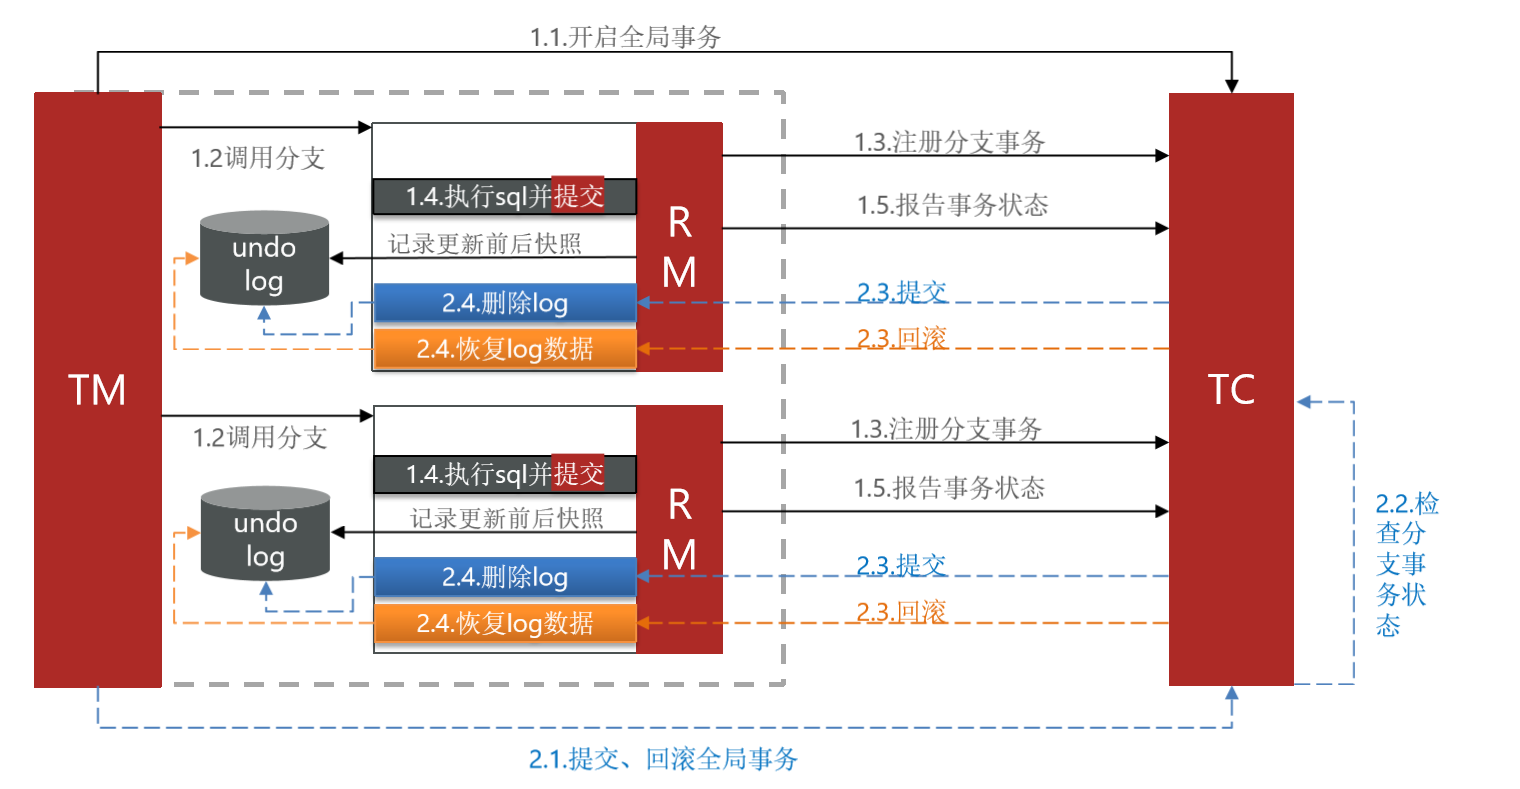 1.1.开启全局事务
1.2调用分支
1.3.注册分支事务
1.4.执行sql并提交
1.5.报告事务状态
R
M
记录更新前后快照
undo
log
2.4.删除log
2.3.提交
2.4.恢复log数据
2.3.回滚
TM
TC
1.2调用分支
1.3.注册分支事务
1.4.执行sql并提交
1.5.报告事务状态
R
M
记录更新前后快照
undo
log
2.4.删除log
2.3.提交
2.4.恢复log数据
2.3.回滚
2.2.检
查分
支事
务状
态
2.1.提交、回滚全局事务